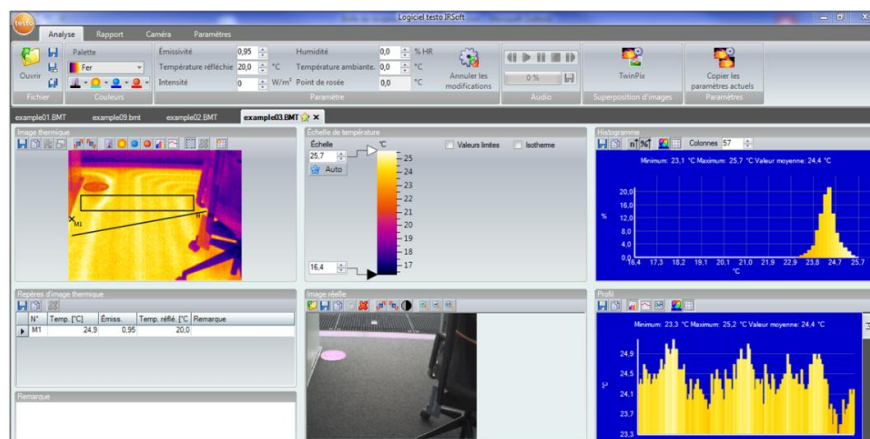 Logiciel testo IRSoft
testo
Analyse Rapport Caméra Paramètres
Palette Émissivité 0,95 Humidité 0,0 % HR
Ouvrir Fer Température réfléchie 20,0 °C Température ambiante. 0,0 °C Annuler les modifications 0 % TwinPix Copier les paramètres actuels
Intensité 0 W/m² Point de rosée 0,0 °C
Fichier Couleurs Paramètre Audio Superposition d'images Paramètres
example01.BMT example09.bmt example02.BMT example03.BMT
Image thermique
M1
Échelle de température
Échelle °C Valeurs limites Isotherme
25,7
Auto
16,4
25
24
23
22
21
20
19
18
17
Histogramme
Colonnes 57
Minimum: 23,1 °C Maximum: 25,7 °C Valeur moyenne: 24,4 °C
%
20,0
16,0
12,0
8,0
4,0
0,0
16,4 17,3 18,2 19,1 20,1 21,0 21,9 22,9 23,8 24,7 25,7
°C
Repères d'image thermique
N° Temp. [°C] Émiss. Temp. réflé. [°C Remarque
M1 24,9 0,95 20,0
Remarque
Image réelle
Profil
Minimum: 23,3 °C Maximum: 25,2 °C Valeur moyenne: 24,4 °C
°C
24,9
24,5
24,1
23,7
23,3